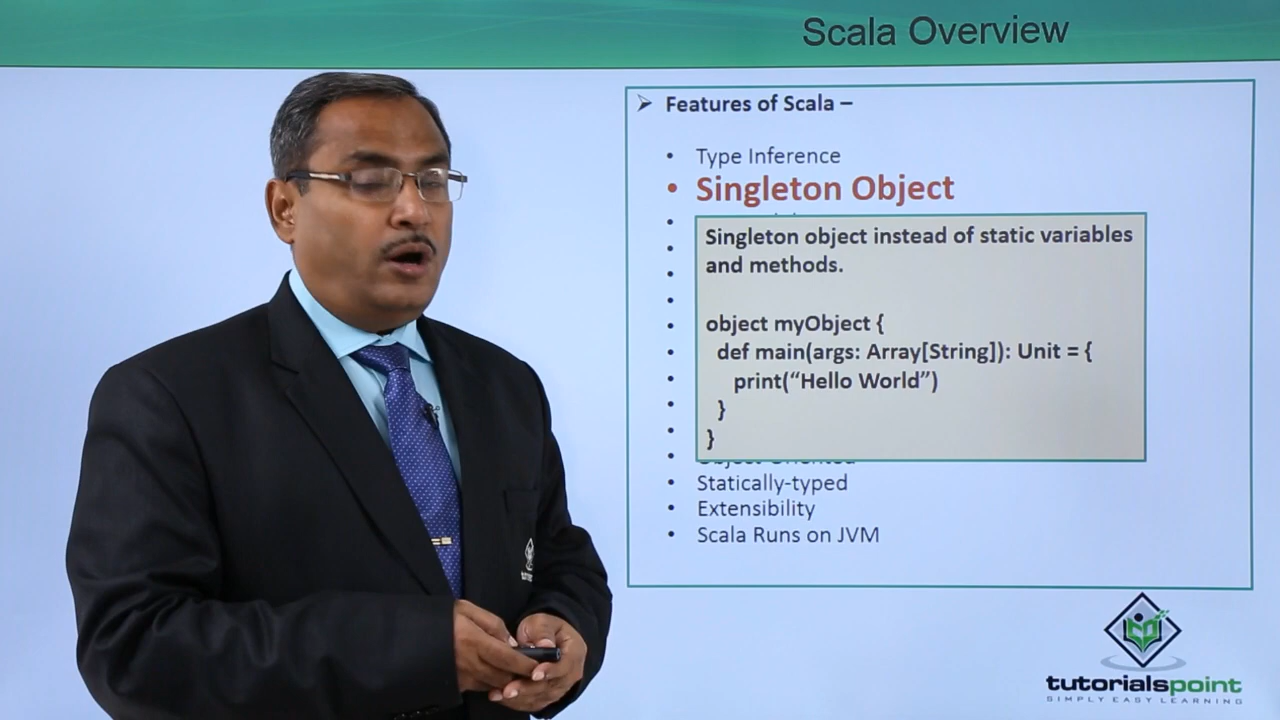 Scala Overview
➢ Features of Scala –
• Type Inference
• Singleton Object
Singleton object instead of static variables
and methods.
object myObject {
def main(args: Array[String]): Unit = {
print(“Hello World”)
}
}
Object Oriented
• Statically-typed
• Extensibility
• Scala Runs on JVM
tutorialspoint
SIMPLY EASY LEARNING